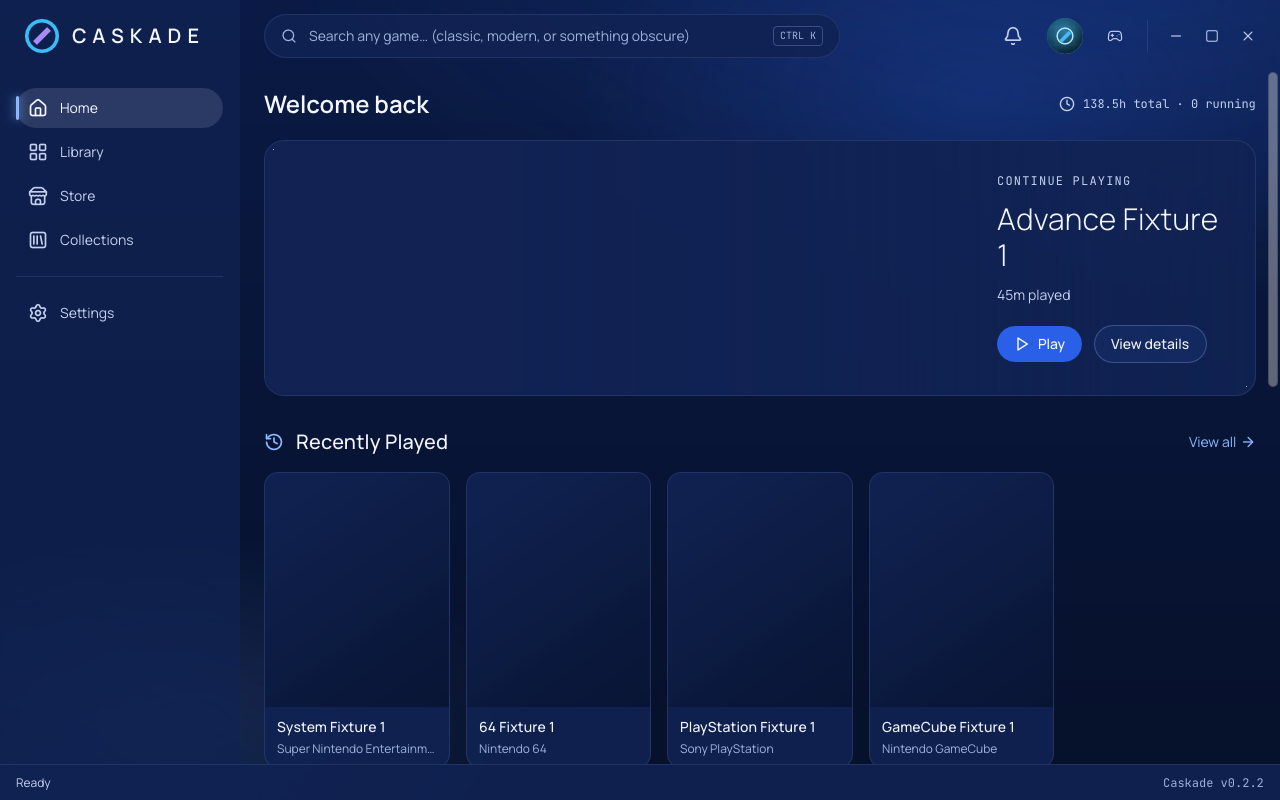 CASKADE
Search any game... (classic, modern, or something obscure)
CTRL K
Home
Library
Store
Collections
Settings
Welcome back
138.5h total · 0 running
CONTINUE PLAYING
Advance Fixture
1
45m played
Play
View details
Recently Played
View all
System Fixture 1
Super Nintendo Entertainm...
64 Fixture 1
Nintendo 64
PlayStation Fixture 1
Sony PlayStation
GameCube Fixture 1
Nintendo GameCube
Ready
Caskade v0.2.2